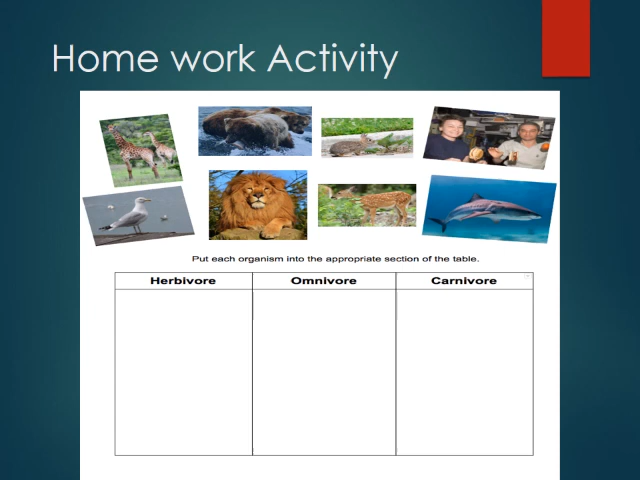 Home work Activity
Put each organism into the appropriate section of the table.
Herbivore Omnivore Carnivore